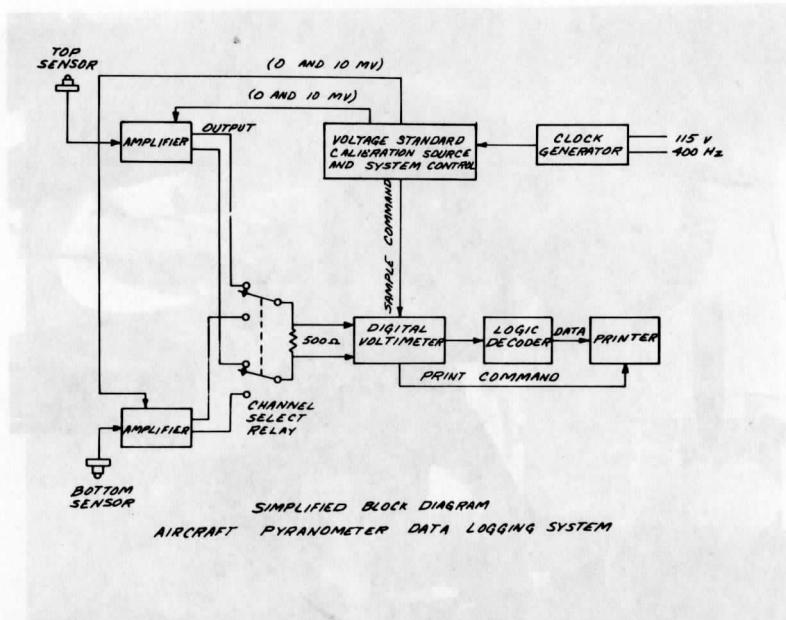 TOP
SENSOR
(0 AND 10 MV)
(0 AND 10 MV)
AMPLIFIER
OUTPUT
VOLTAGE STANDARD
CALIBRATION SOURCE
AND SYSTEM CONTROL
CLOCK
GENERATOR
115 V
400 HZ
SAMPLE COMMAND
500Ω
DIGITAL
VOLTIMETER
LOGIC
DECODER
DATA
PRINTER
PRINT COMMAND
CHANNEL
SELECT
RELAY
AMPLIFIER
BOTTOM
SENSOR
SIMPLIFIED BLOCK DIAGRAM
AIRCRAFT PYRANOMETER DATA LOGGING SYSTEM